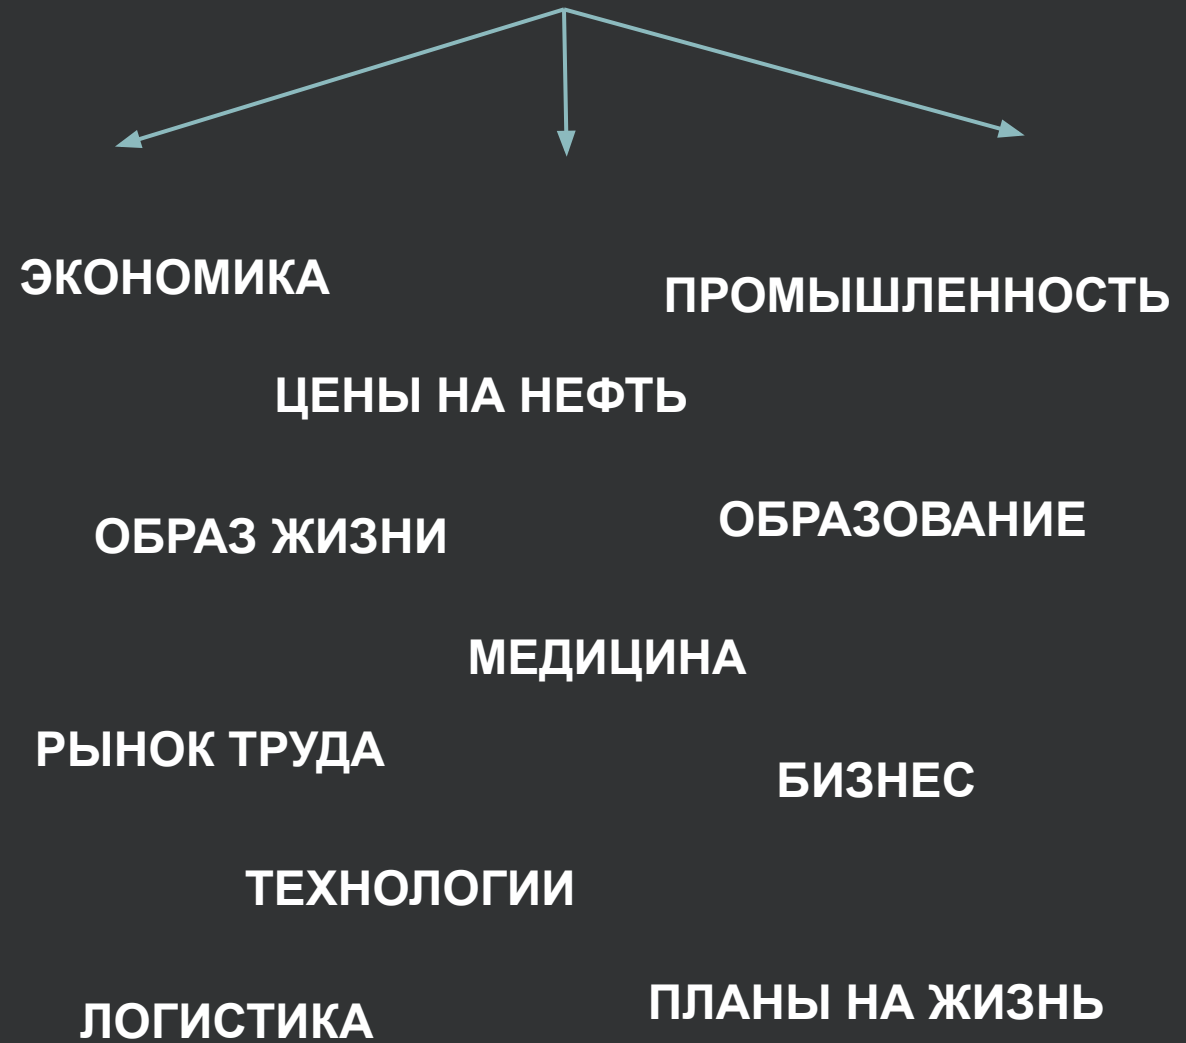 ЭКОНОМИКА
ПРОМЫШЛЕННОСТЬ
ЦЕНЫ НА НЕФТЬ
ОБРАЗ ЖИЗНИ
ОБРАЗОВАНИЕ
МЕДИЦИНА
РЫНОК ТРУДА
БИЗНЕС
ТЕХНОЛОГИИ
ЛОГИСТИКА
ПЛАНЫ НА ЖИЗНЬ